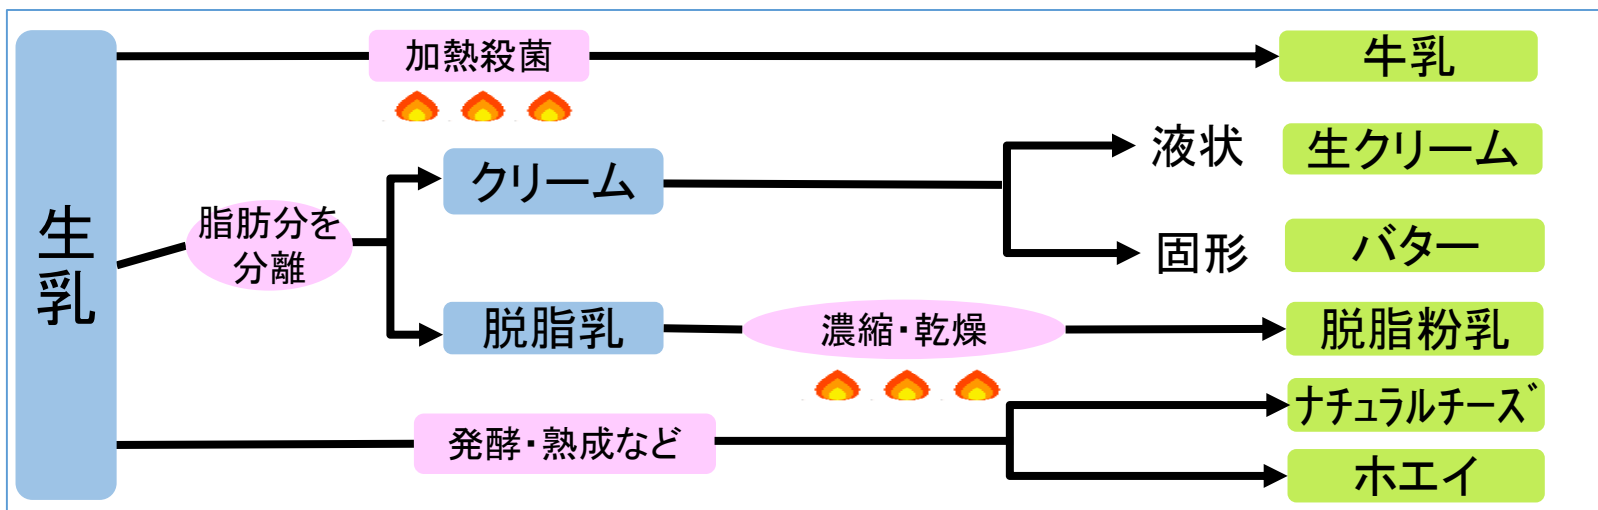 生乳
加熱殺菌
牛乳
脂肪分を
分離
クリーム
液状
生クリーム
固形
バター
脱脂乳
濃縮・乾燥
脱脂粉乳
発酵・熟成など
ナチュラルチーズ
ホエイ